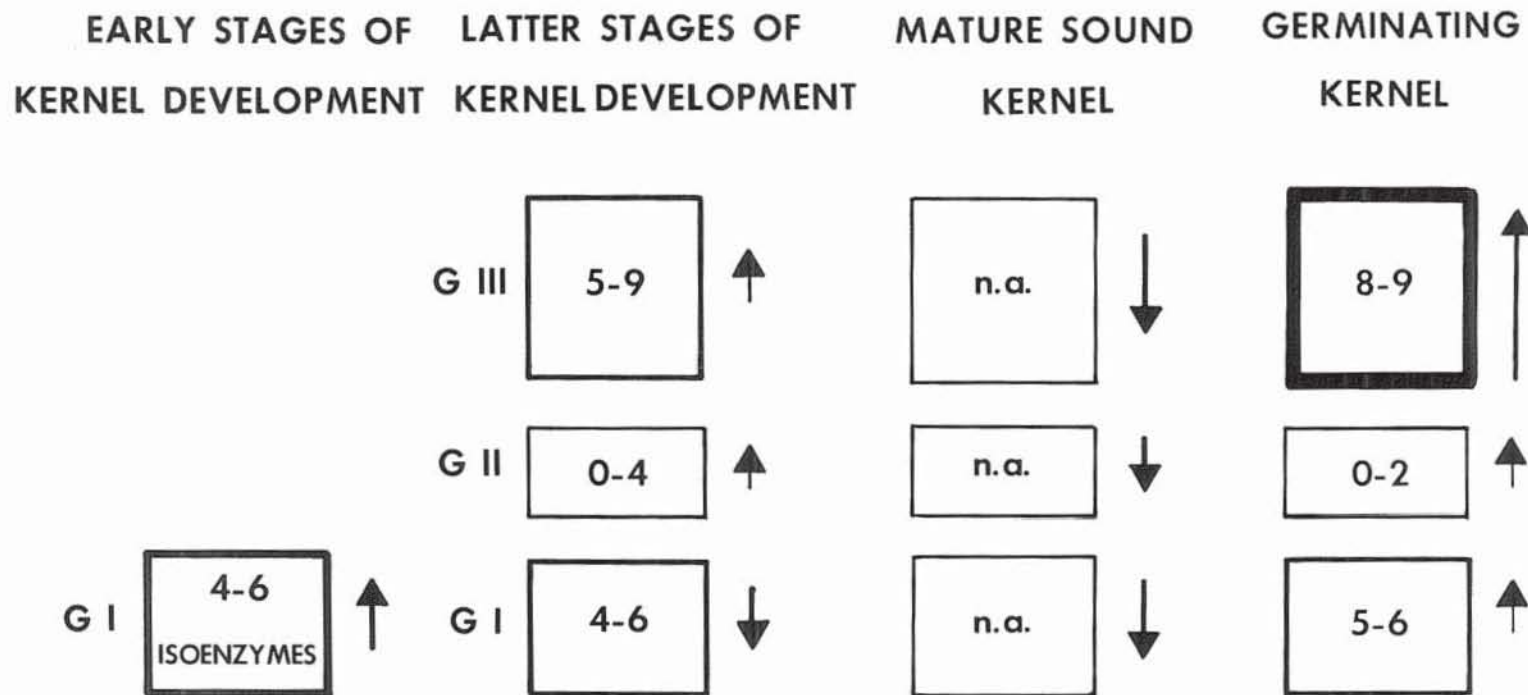 EARLY STAGES OF
KERNEL DEVELOPMENT
LATTER STAGES OF
KERNEL DEVELOPMENT
MATURE SOUND
KERNEL
GERMINATING
KERNEL
G III
5-9
n.a.
8-9
G II
0-4
n.a.
0-2
G I
4-6
ISOENZYMES
G I
4-6
n.a.
5-6